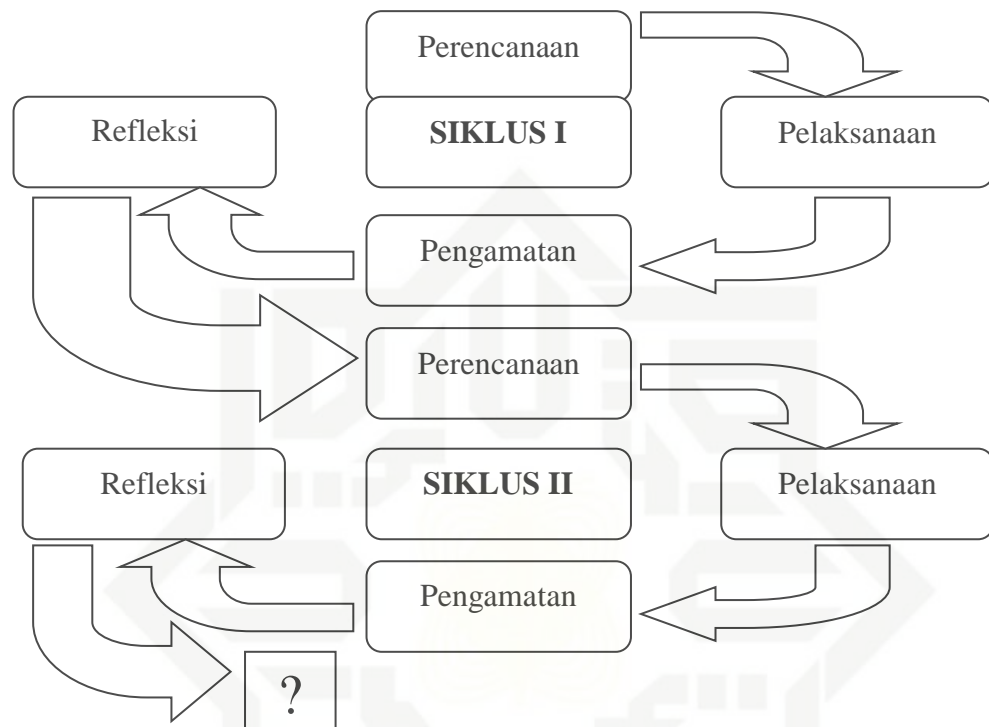 Perencanaan
Refleksi
SIKLUS I
Pelaksanaan
Pengamatan
Perencanaan
Refleksi
SIKLUS II
Pelaksanaan
Pengamatan
?